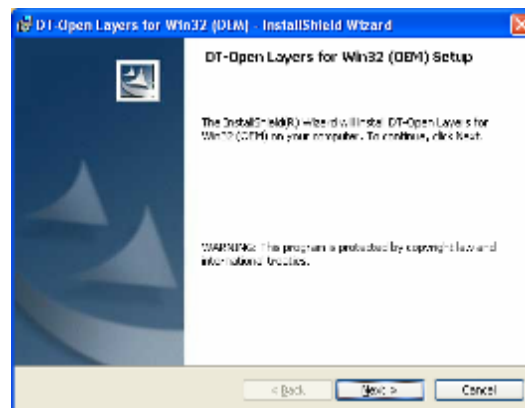 DT-Open Layers for Win32 (OEM) - InstallShield Wizard
DT-Open Layers for Win32 (OEM) Setup
The InstallShield(R) Wizard will install DT-Open Layers for
Win32 (OEM) on your computer. To continue, click Next.
WARNING: This program is protected by copyright law and
international treaties.
< Back
Next >
Cancel